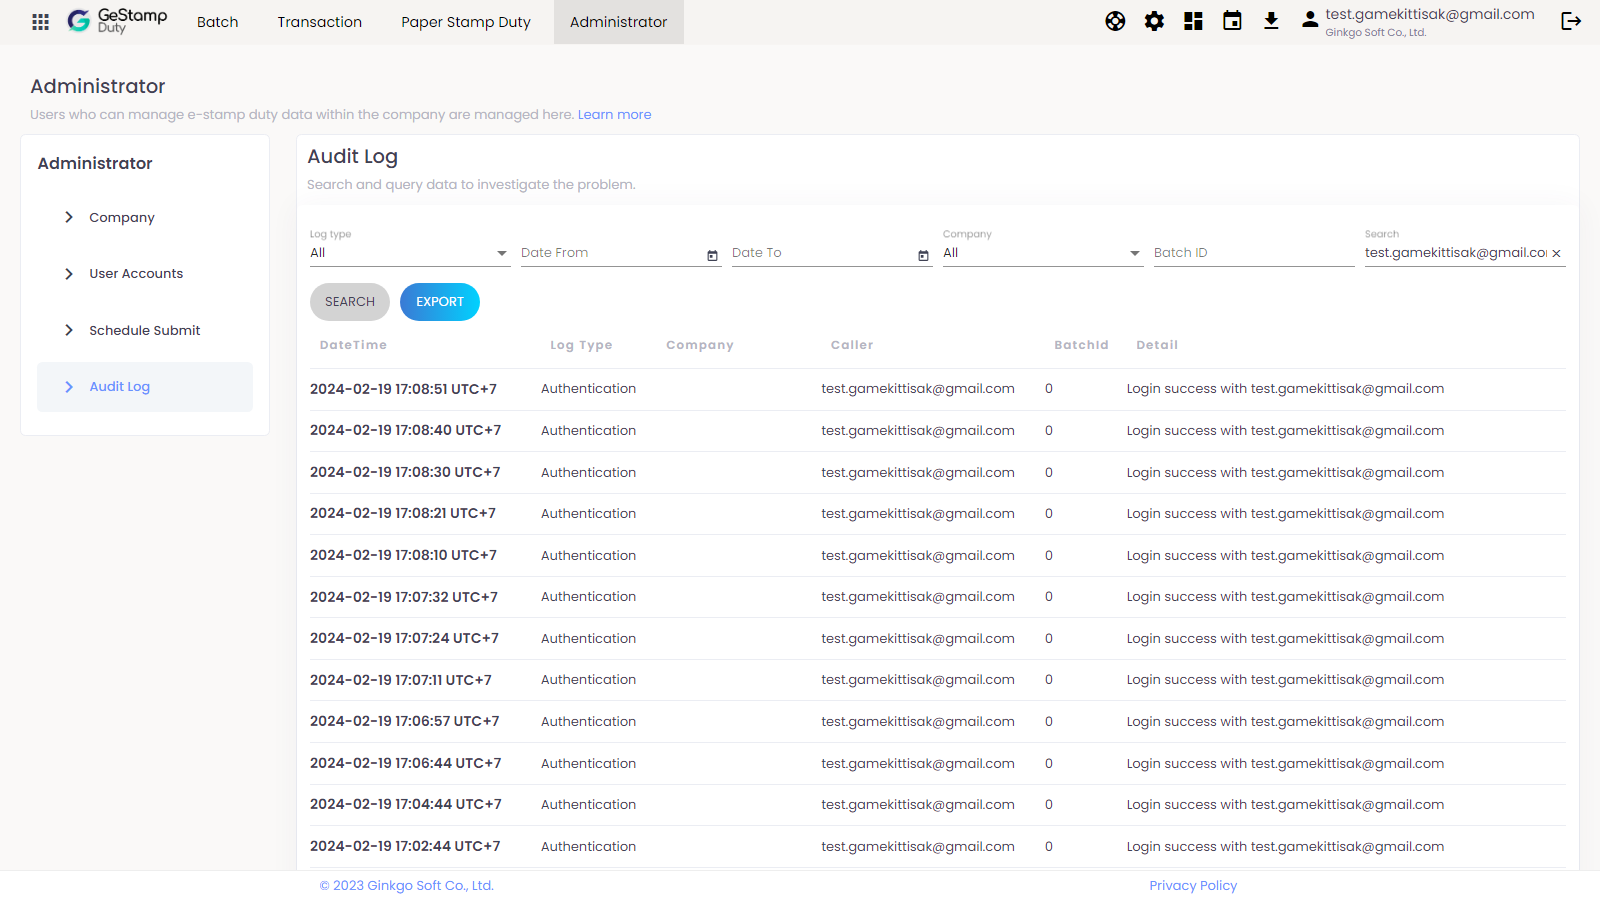 GeStamp
Duty
Batch
Transaction
Paper Stamp Duty
Administrator
test.gamekittisak@gmail.com
Ginkgo Soft Co., Ltd.
Administrator
Users who can manage e-stamp duty data within the company are managed here. Learn more
Administrator
Company
User Accounts
Schedule Submit
Audit Log
Audit Log
Search and query data to investigate the problem.
Log type
All
Date From
Date To
Company
All
Batch ID
Search
test.gamekittisak@gmail.co
SEARCH
EXPORT
DateTime Log Type Company Caller BatchId Detail
2024-02-19 17:08:51 UTC+7 Authentication test.gamekittisak@gmail.com 0 Login success with test.gamekittisak@gmail.com
2024-02-19 17:08:40 UTC+7 Authentication test.gamekittisak@gmail.com 0 Login success with test.gamekittisak@gmail.com
2024-02-19 17:08:30 UTC+7 Authentication test.gamekittisak@gmail.com 0 Login success with test.gamekittisak@gmail.com
2024-02-19 17:08:21 UTC+7 Authentication test.gamekittisak@gmail.com 0 Login success with test.gamekittisak@gmail.com
2024-02-19 17:08:10 UTC+7 Authentication test.gamekittisak@gmail.com 0 Login success with test.gamekittisak@gmail.com
2024-02-19 17:07:32 UTC+7 Authentication test.gamekittisak@gmail.com 0 Login success with test.gamekittisak@gmail.com
2024-02-19 17:07:24 UTC+7 Authentication test.gamekittisak@gmail.com 0 Login success with test.gamekittisak@gmail.com
2024-02-19 17:07:11 UTC+7 Authentication test.gamekittisak@gmail.com 0 Login success with test.gamekittisak@gmail.com
2024-02-19 17:06:57 UTC+7 Authentication test.gamekittisak@gmail.com 0 Login success with test.gamekittisak@gmail.com
2024-02-19 17:06:44 UTC+7 Authentication test.gamekittisak@gmail.com 0 Login success with test.gamekittisak@gmail.com
2024-02-19 17:04:44 UTC+7 Authentication test.gamekittisak@gmail.com 0 Login success with test.gamekittisak@gmail.com
2024-02-19 17:02:44 UTC+7 Authentication test.gamekittisak@gmail.com 0 Login success with test.gamekittisak@gmail.com
© 2023 Ginkgo Soft Co., Ltd.
Privacy Policy